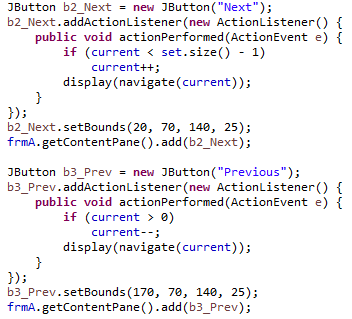 JButton b2_Next = new JButton("Next");
b2_Next.addActionListener(new ActionListener() {
    public void actionPerformed(ActionEvent e) {
        if (current < set.size() - 1)
            current++;
        display(navigate(current));
    }
});
b2_Next.setBounds(20, 70, 140, 25);
frmA.getContentPane().add(b2_Next);

JButton b3_Prev = new JButton("Previous");
b3_Prev.addActionListener(new ActionListener() {
    public void actionPerformed(ActionEvent e) {
        if (current > 0)
            current--;
        display(navigate(current));
    }
});
b3_Prev.setBounds(170, 70, 140, 25);
frmA.getContentPane().add(b3_Prev);